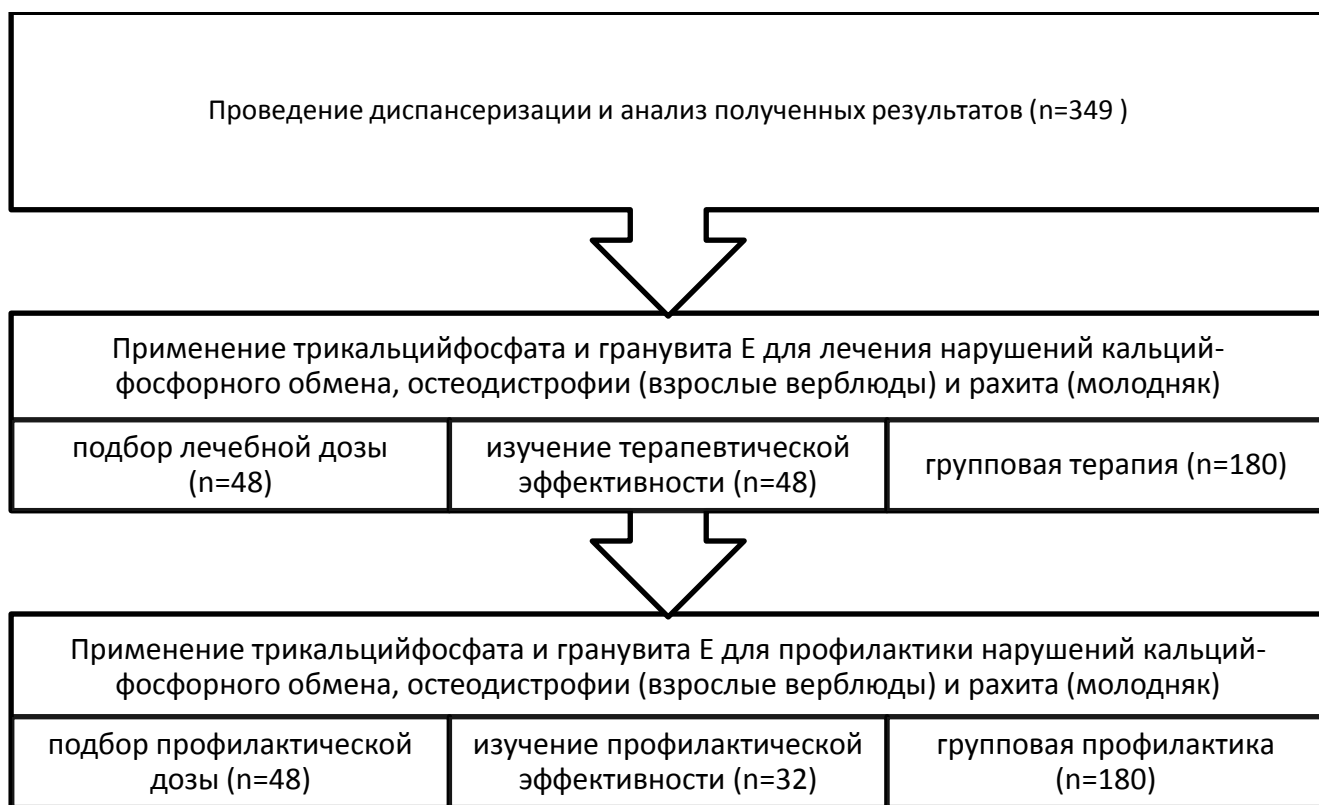 Проведение диспансеризации и анализ полученных результатов (n=349 )
Применение трикальцийфосфата и гранувита Е для лечения нарушений кальций-
фосфорного обмена, остеодистрофии (взрослые верблюды) и рахита (молодняк)
подбор лечебной дозы
(n=48)
изучение терапевтической
эффективности (n=48)
групповая терапия (n=180)
Применение трикальцийфосфата и гранувита Е для профилактики нарушений кальций-
фосфорного обмена, остеодистрофии (взрослые верблюды) и рахита (молодняк)
подбор профилактической
дозы (n=48)
изучение профилактической
эффективности (n=32)
групповая профилактика
(n=180)